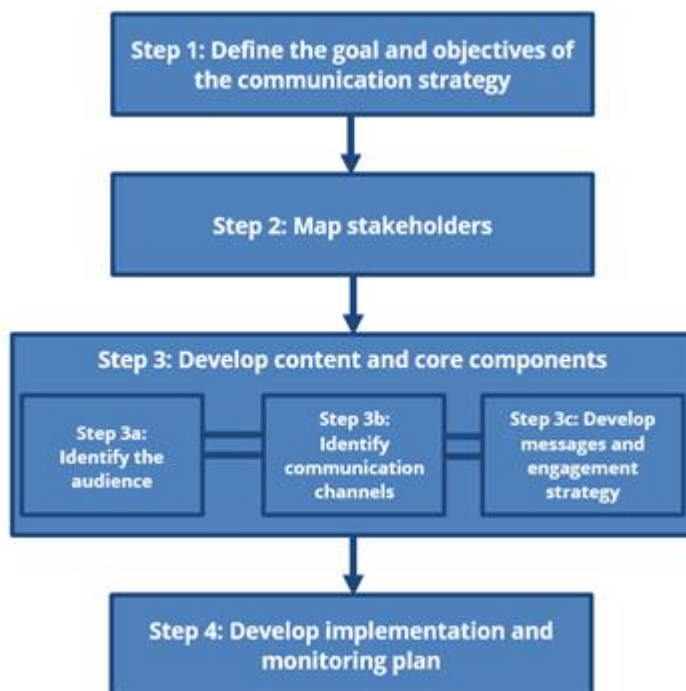 Step 1: Define the goal and objectives of
the communication strategy
Step 2: Map stakeholders
Step 3: Develop content and core components
Step 3a:
Identify the
audience
Step 3b:
Identify
communication
channels
Step 3c: Develop
messages and
engagement
strategy
Step 4: Develop implementation and
monitoring plan